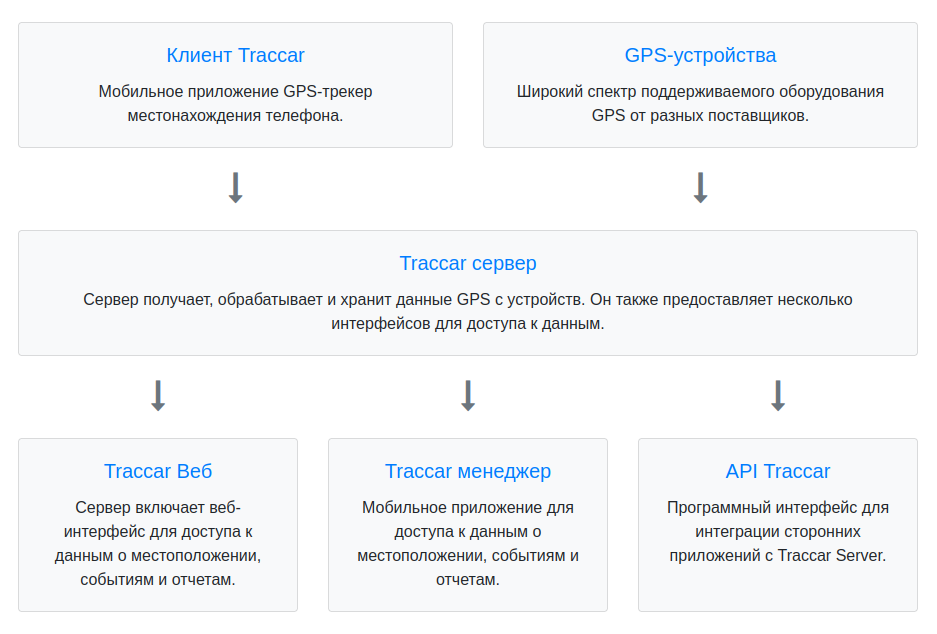 Клиент Traccar
Мобильное приложение GPS-трекер
местонахождения телефона.
GPS-устройства
Широкий спектр поддерживаемого оборудования
GPS от разных поставщиков.
Traccar сервер
Сервер получает, обрабатывает и хранит данные GPS с устройств. Он также предоставляет несколько
интерфейсов для доступа к данным.
Traccar Веб
Сервер включает веб-
интерфейс для доступа к
данным о местоположении,
событиям и отчетам.
Traccar менеджер
Мобильное приложение для
доступа к данным о
местоположении, событиям и
отчетам.
API Traccar
Программный интерфейс для
интеграции сторонних
приложений с Traccar Server.